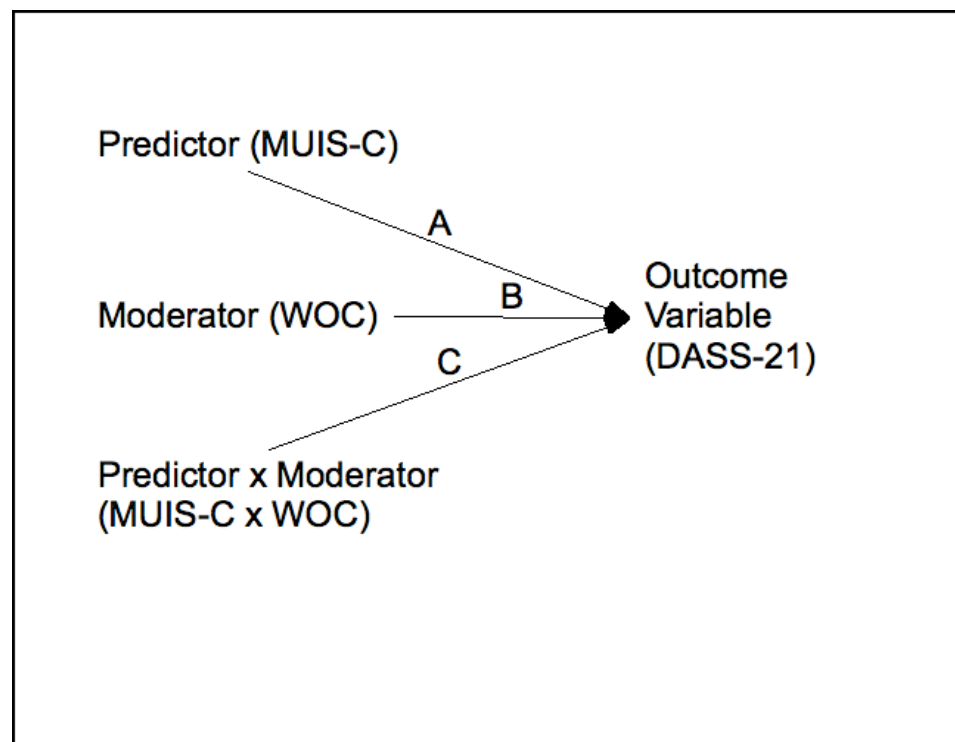 Predictor (MUIS-C)
A
Moderator (WOC)
B
Outcome
Variable
(DASS-21)
C
Predictor x Moderator
(MUIS-C x WOC)